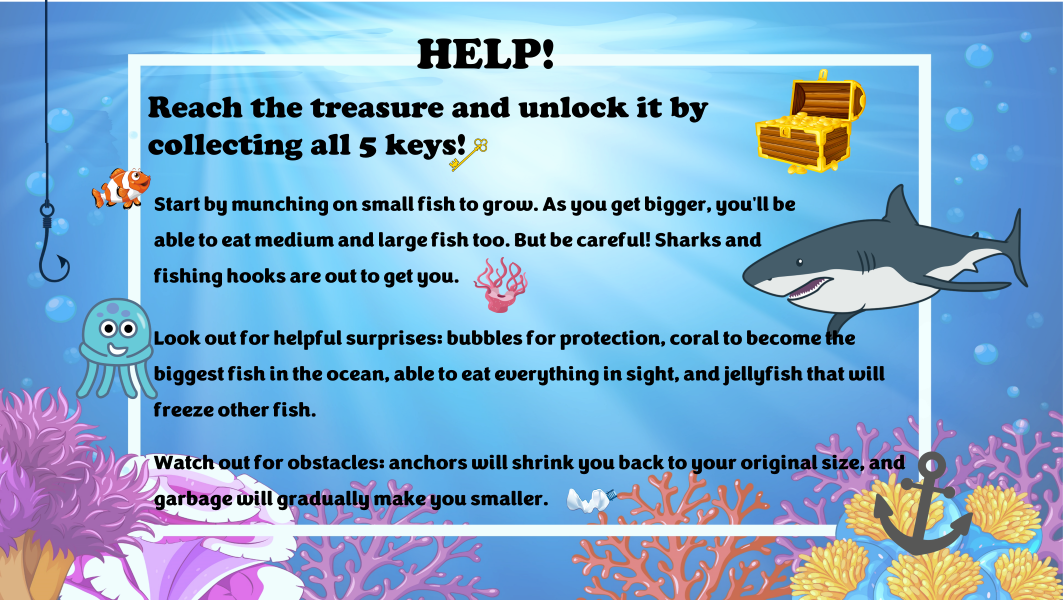 HELP!
Reach the treasure and unlock it by
collecting all 5 keys!
Start by munching on small fish to grow. As you get bigger, you'll be
able to eat medium and large fish too. But be careful! Sharks and
fishing hooks are out to get you.
Look out for helpful surprises: bubbles for protection, coral to become the
biggest fish in the ocean, able to eat everything in sight, and jellyfish that will
freeze other fish.
Watch out for obstacles: anchors will shrink you back to your original size, and
garbage will gradually make you smaller.